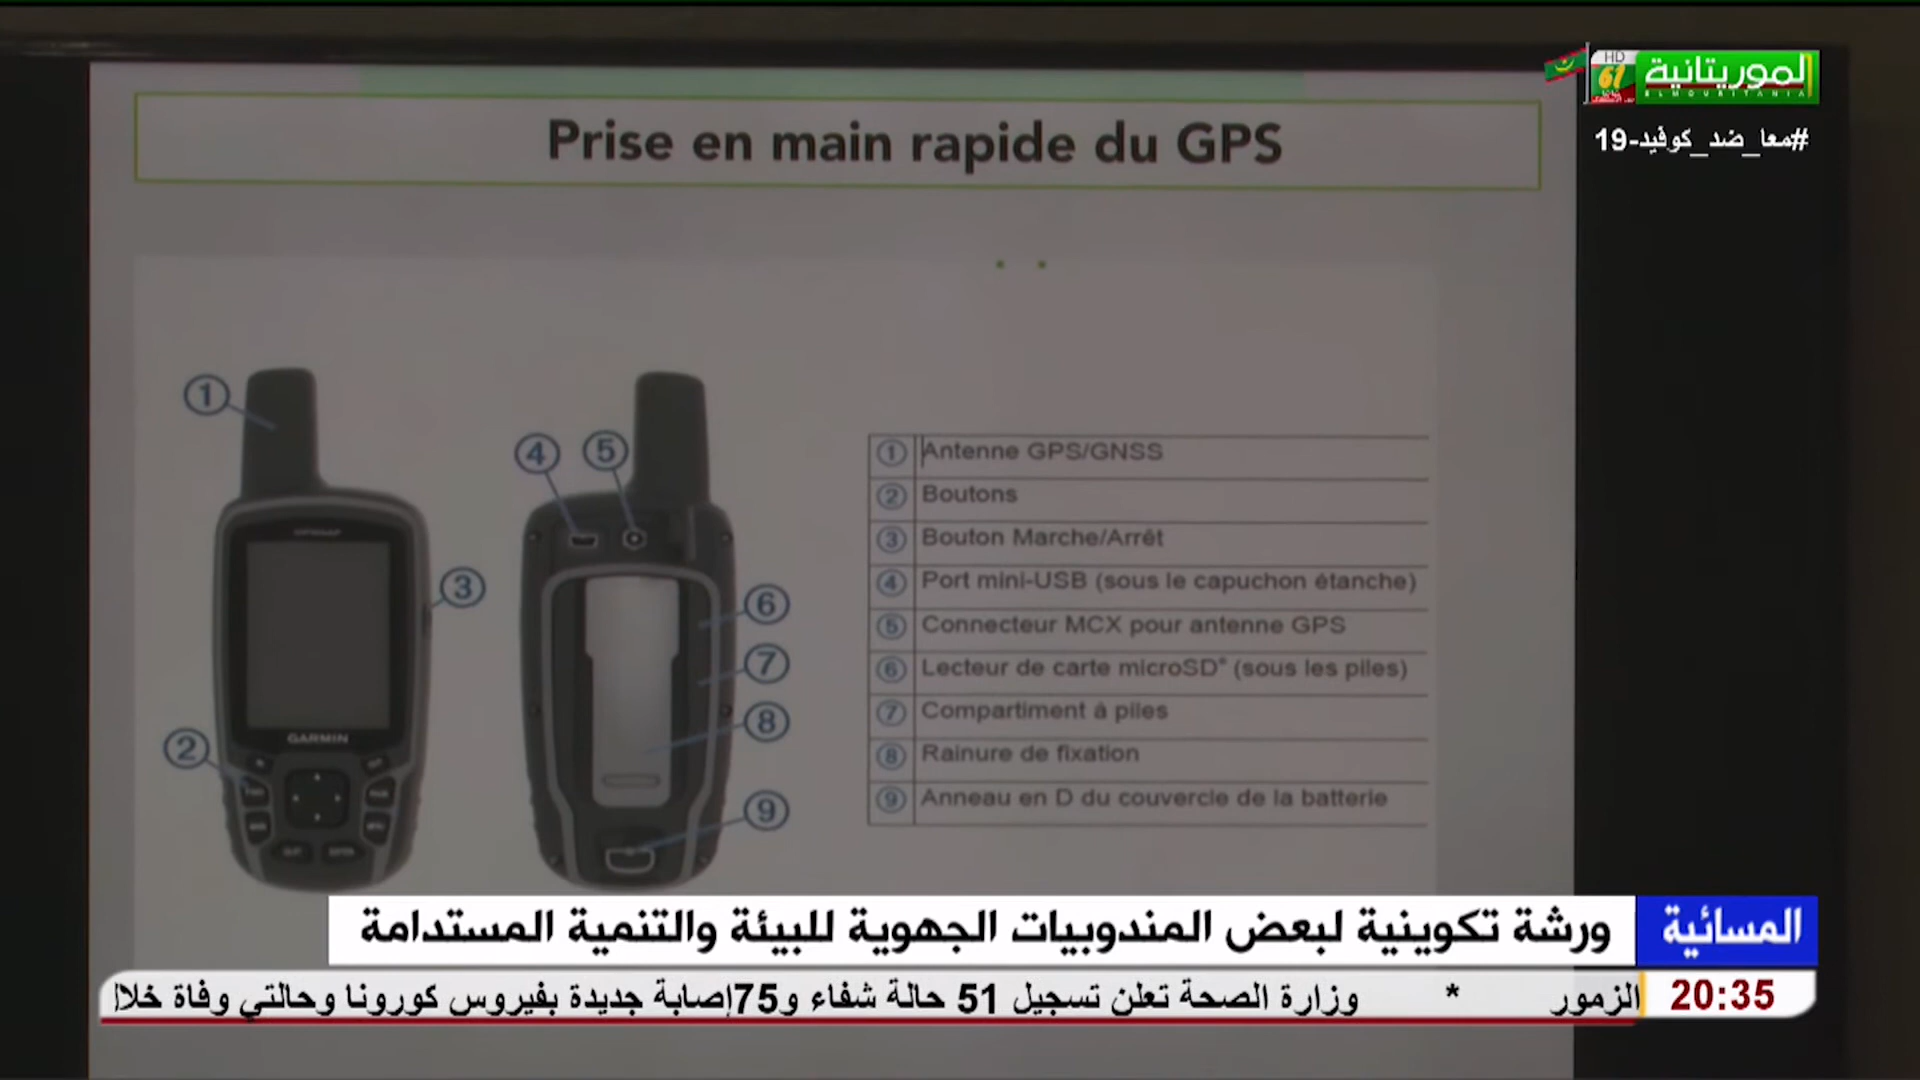 الموريتانية
ELMOURITANIA
HD
61
#معا_ضد_كوفيد-19
Prise en main rapide du GPS
1
4
5
3
6
7
8
2
9
GARMIN
1 Antenne GPS/GNSS
2 Boutons
3 Bouton Marche/Arrêt
4 Port mini-USB (sous le capuchon étanche)
5 Connecteur MCX pour antenne GPS
6 Lecteur de carte microSD® (sous les piles)
7 Compartiment à piles
8 Rainure de fixation
9 Anneau en D du couvercle de la batterie
المسائية
ورشة تكوينية لبعض المندوبيات الجهوية للبيئة والتنمية المستدامة
20:35
الزمور * وزارة الصحة تعلن تسجيل 51 حالة شفاء و75إصابة جديدة بفيروس كورونا وحالتي وفاة خلال